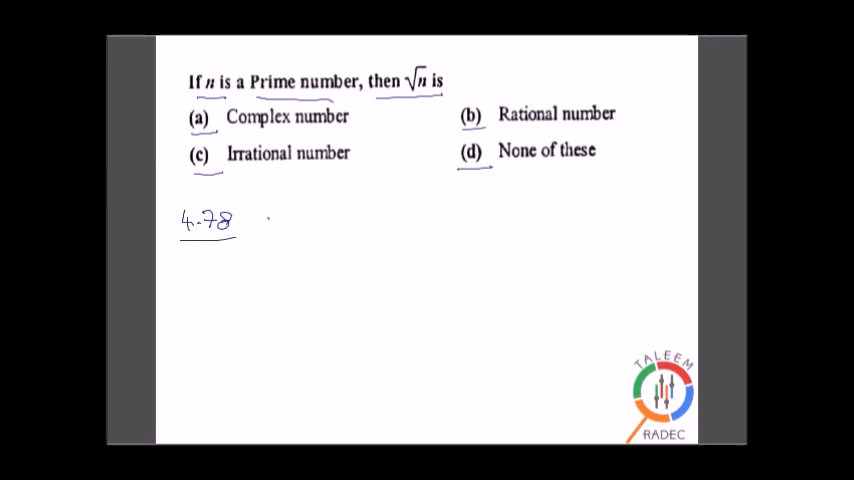 If n is a Prime number, then √n is
(a) Complex number (b) Rational number
(c) Irrational number (d) None of these
4.78
TALEEM
RADEC